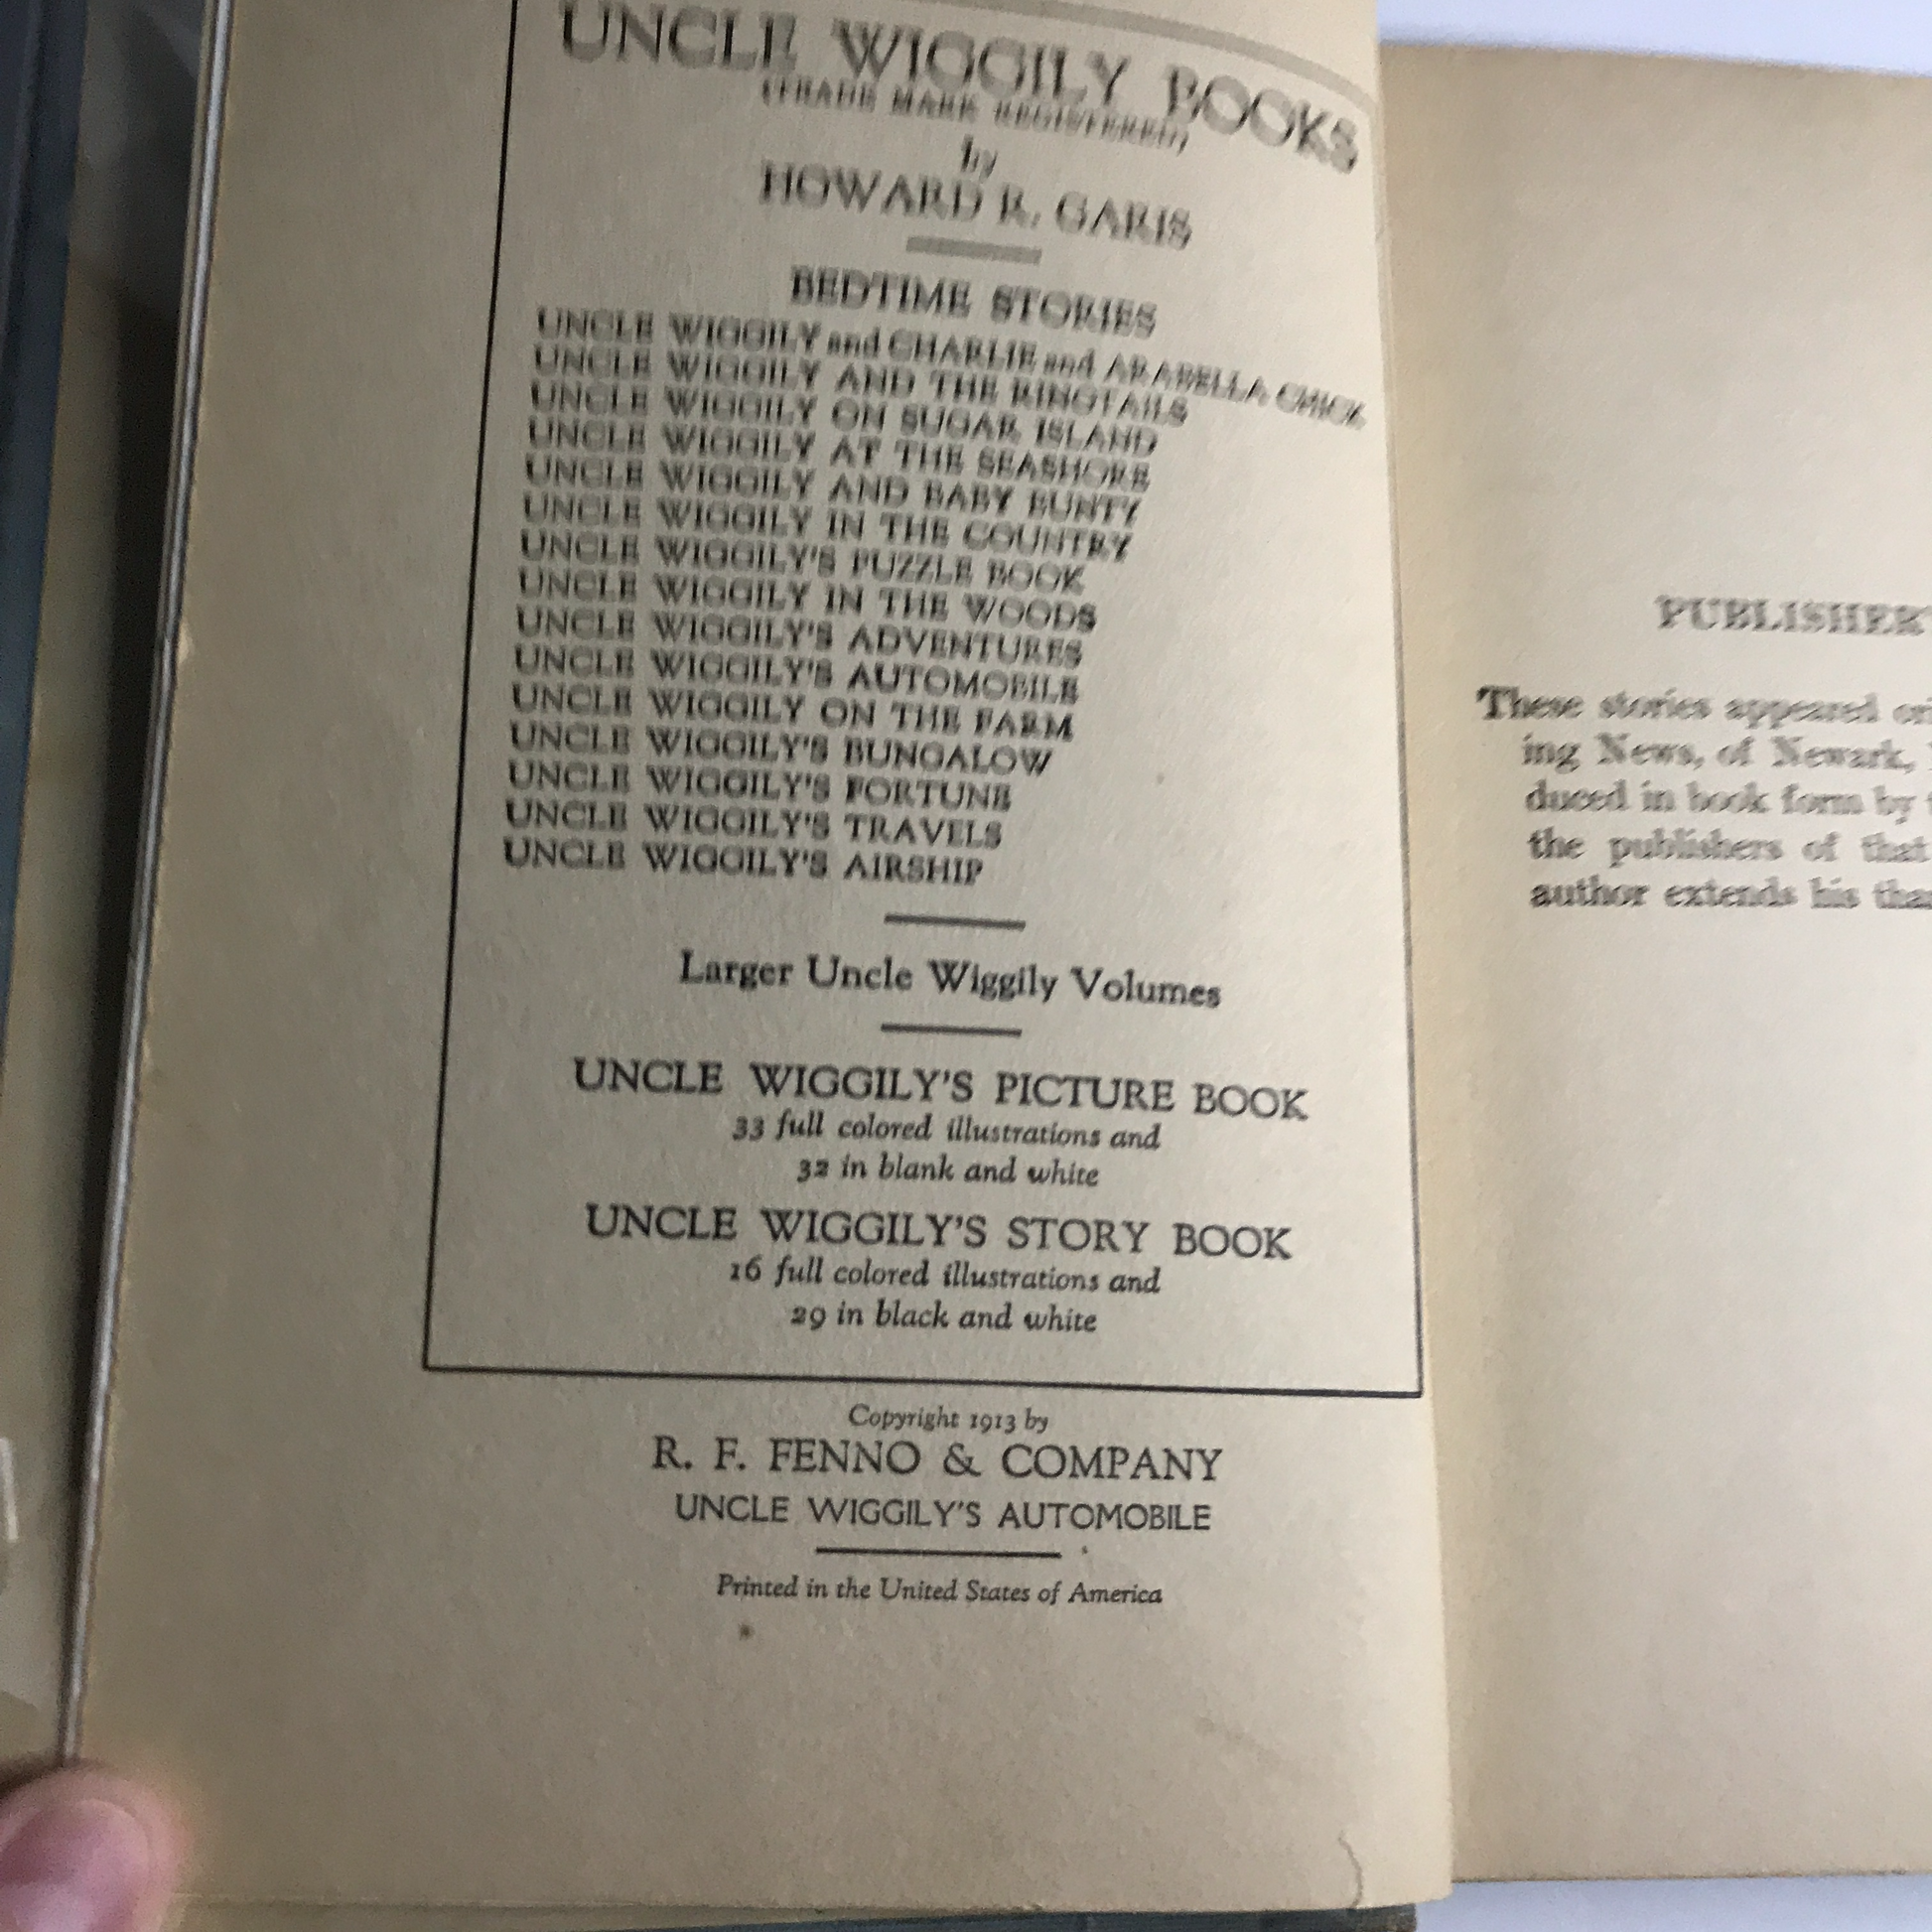 UNCLE WIGGILY BOOKS
(TRADE MARK REGISTERED)
by
HOWARD R. GARIS
BEDTIME STORIES
UNCLE WIGGILY and CHARLIE and ARABELLA CHICK
UNCLE WIGGILY AND THE RINGTAILS
UNCLE WIGGILY ON SUGAR ISLAND
UNCLE WIGGILY AT THE SEASHORE
UNCLE WIGGILY AND BABY BUNTY
UNCLE WIGGILY IN THE COUNTRY
UNCLE WIGGILY'S PUZZLE BOOK
UNCLE WIGGILY IN THE WOODS
UNCLE WIGGILY'S ADVENTURES
UNCLE WIGGILY'S AUTOMOBILE
UNCLE WIGGILY ON THE FARM
UNCLE WIGGILY'S BUNGALOW
UNCLE WIGGILY'S FORTUNE
UNCLE WIGGILY'S TRAVELS
UNCLE WIGGILY'S AIRSHIP
Larger Uncle Wiggily Volumes
UNCLE WIGGILY'S PICTURE BOOK
33 full colored illustrations and
32 in blank and white
UNCLE WIGGILY'S STORY BOOK
16 full colored illustrations and
29 in black and white
Copyright 1913 by
R. F. FENNO & COMPANY
UNCLE WIGGILY'S AUTOMOBILE
Printed in the United States of America
PUBLISHER'
These stories appeared ori
ing News, of Newark,
duced in book form by
the publishers of that
author extends his than